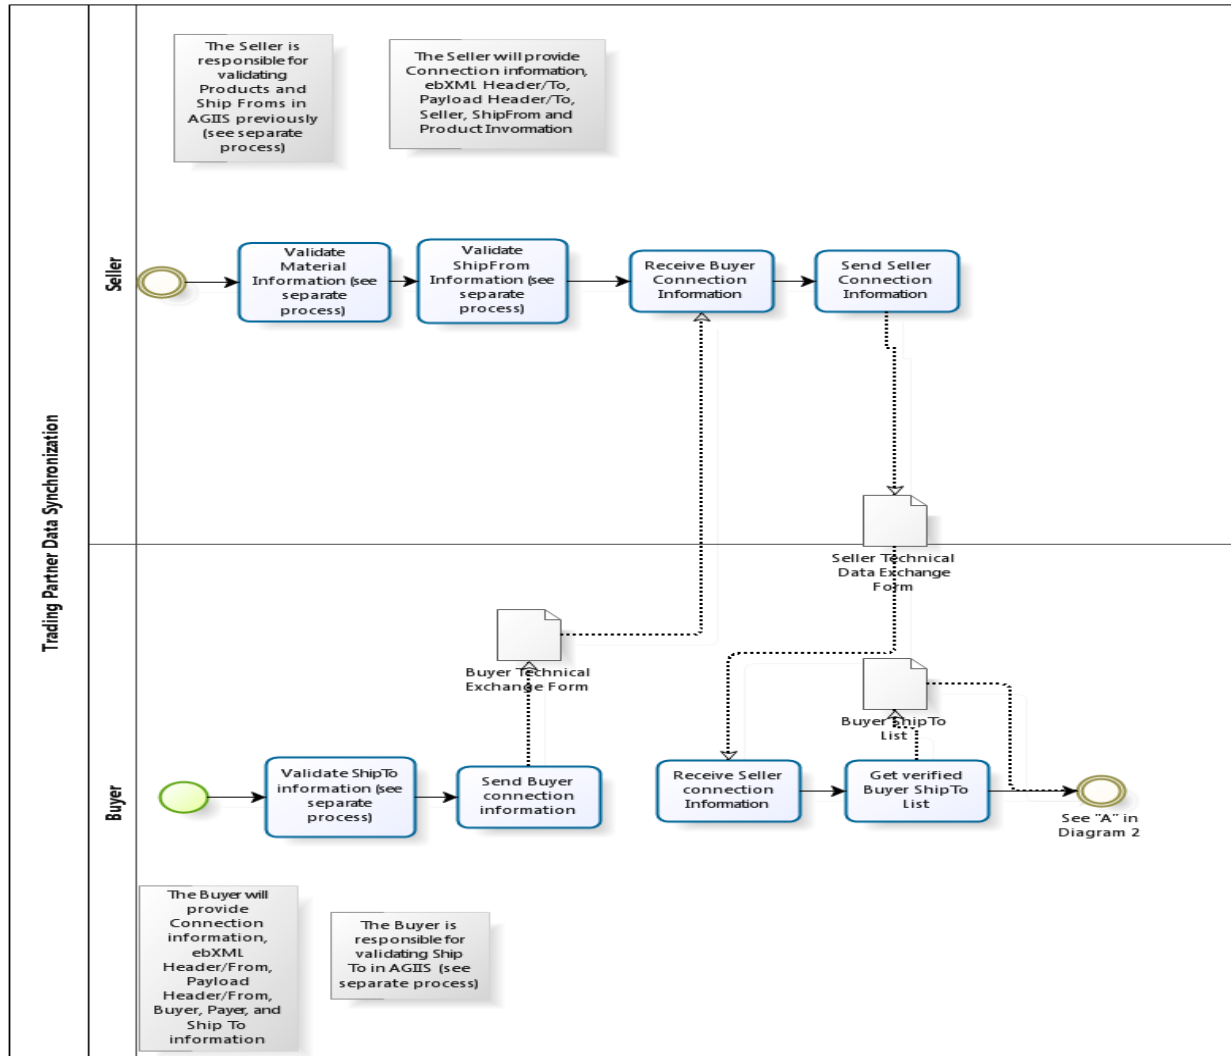 Trading Partner Data Synchronization
Seller
The Seller is
responsible for
validating
Products and
Ship Froms in
AGIIS previously
(see separate
process)
The Seller will provide
Connection information,
ebXML Header/To,
Payload Header/To,
Seller, ShipFrom and
Product Invormation
Validate
Material
Information (see
separate
process)
Validate
ShipFrom
Information (see
separate
process)
Receive Buyer
Connection
Information
Send Seller
Connection
Information
Seller Technical
Data Exchange
Form
Buyer
Buyer Technical
Exchange Form
Buyer ShipTo
List
Validate ShipTo
information (see
separate
process)
Send Buyer
connection
information
Receive Seller
connection
Information
Get verified
Buyer ShipTo
List
See "A" in
Diagram 2
The Buyer will
provide
Connection
information,
ebXML
Header/From,
Payload
Header/From,
Buyer, Payer, and
Ship To
information
The Buyer is
responsible for
validating Ship
To in AGIIS (see
separate process)